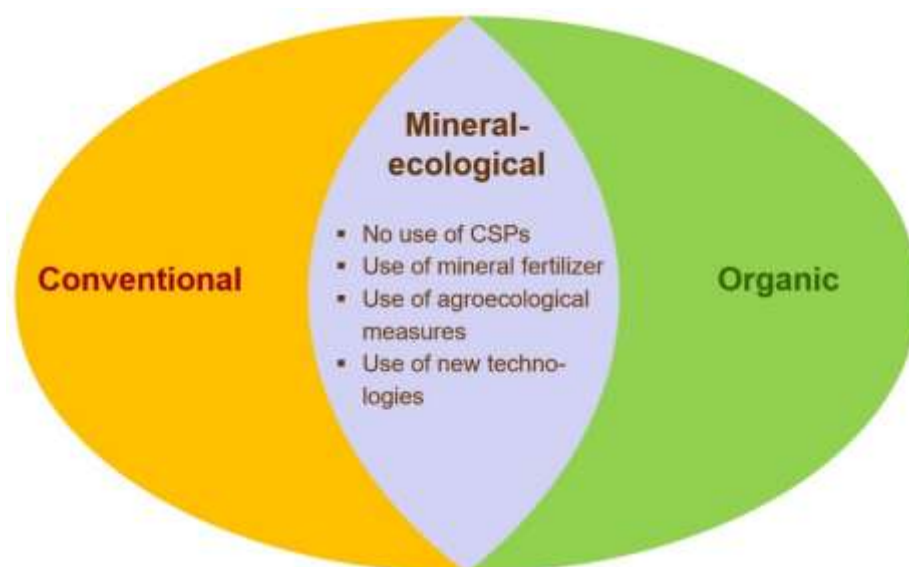 Mineral-
ecological
▪ No use of CSPs
▪ Use of mineral fertilizer
▪ Use of agroecological
measures
▪ Use of new techno-
logies
Conventional
Organic